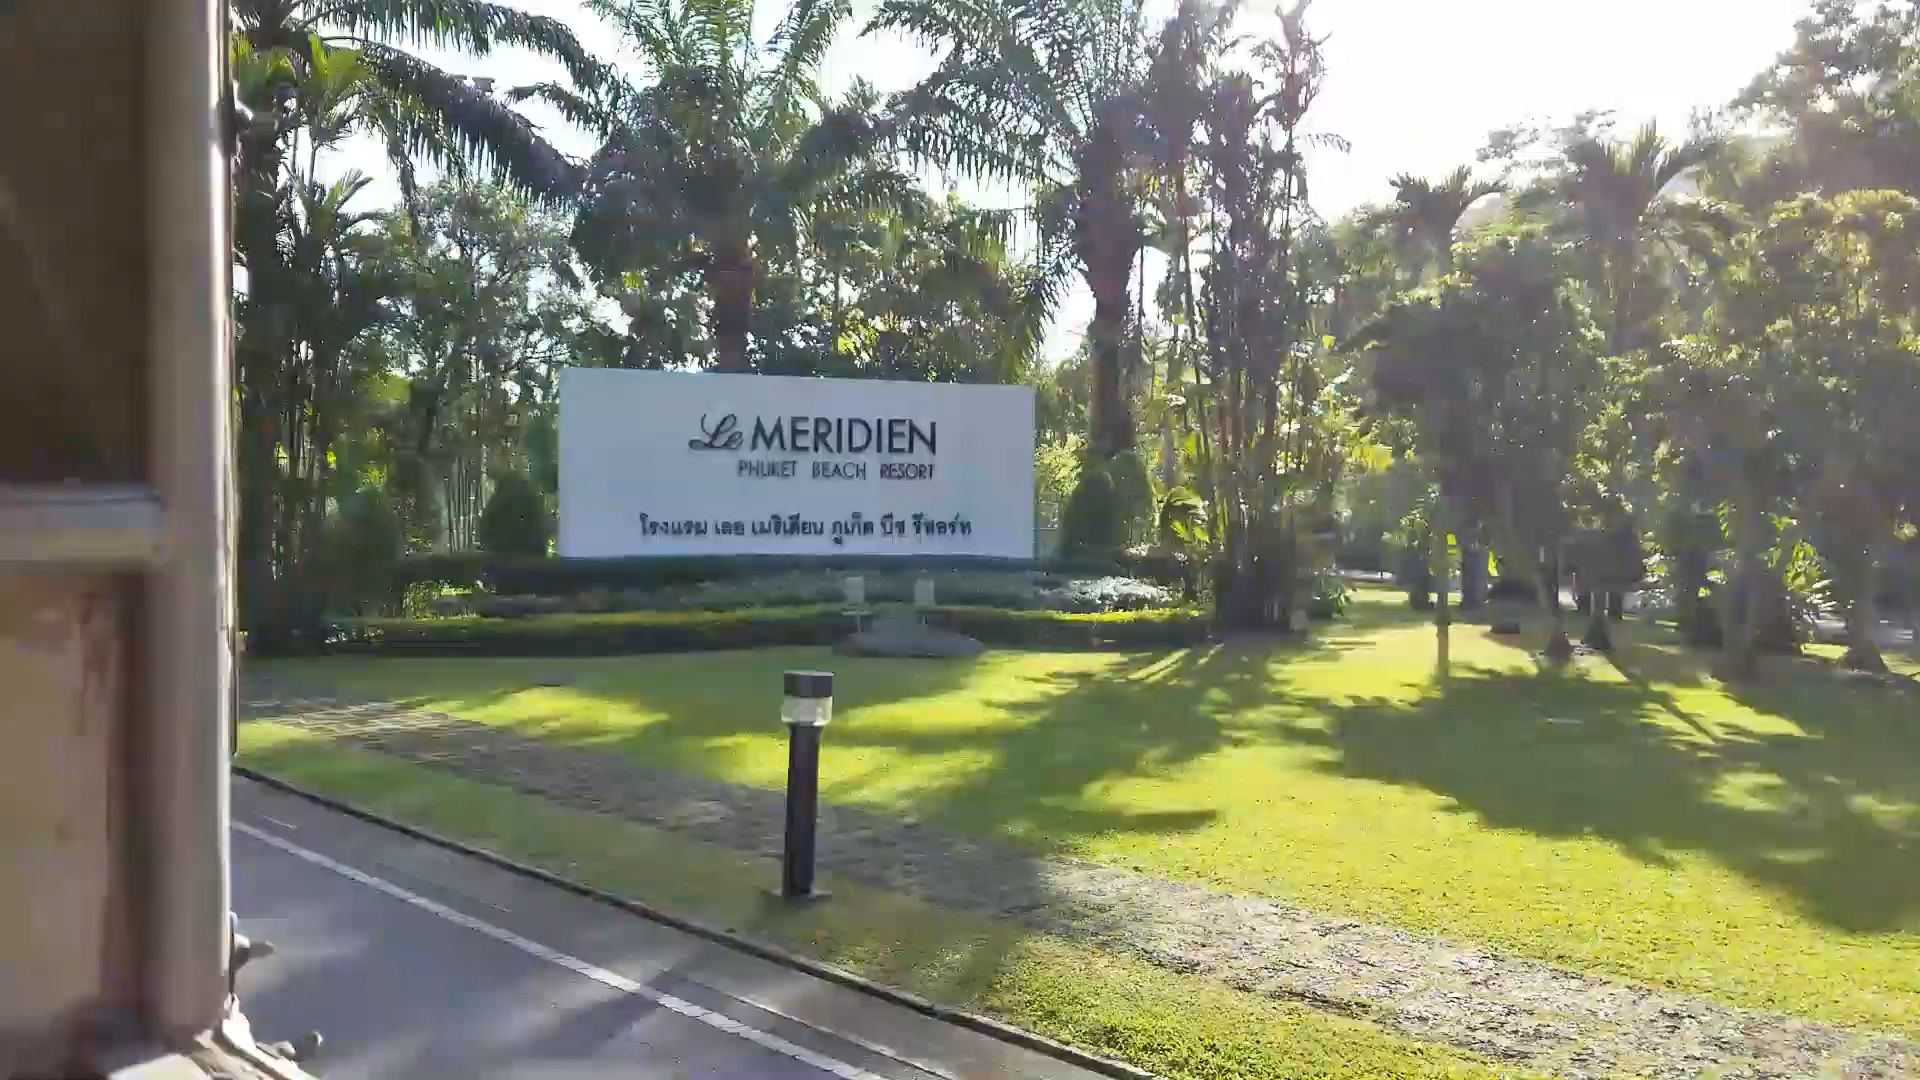 Le MERIDIEN
PHUKET BEACH RESORT
โรงแรม เลอ เมริเดียน ภูเก็ต บีช รีสอร์ท